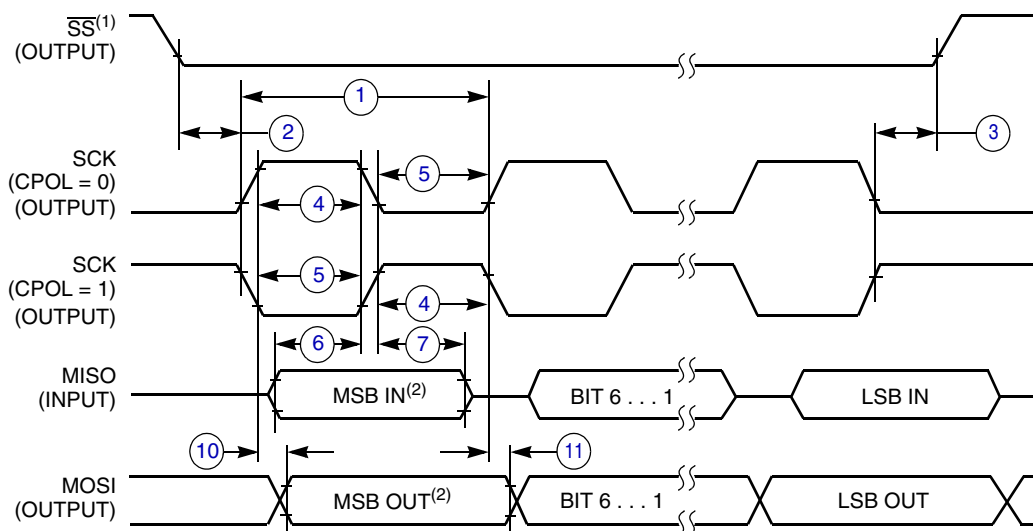 SS(1)
(OUTPUT)
1
2
3
SCK
(CPOL = 0)
(OUTPUT)
5
4
SCK
(CPOL = 1)
(OUTPUT)
5
4
6
7
MISO
(INPUT)
MSB IN(2)
BIT 6 . . . 1
LSB IN
10
11
MOSI
(OUTPUT)
MSB OUT(2)
BIT 6 . . . 1
LSB OUT